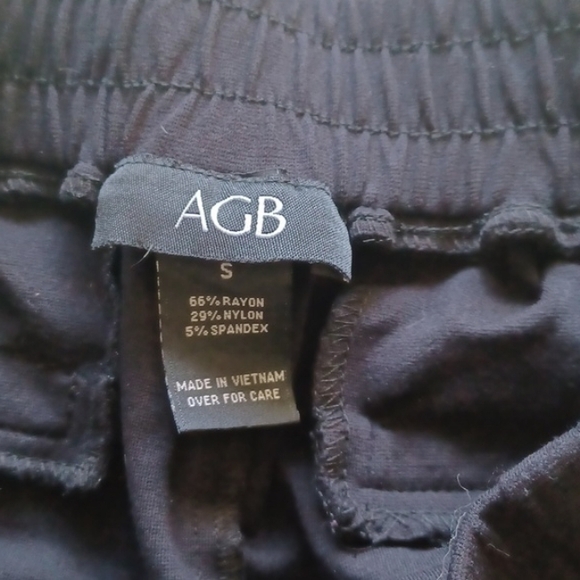 AGB
S
66% RAYON
29% NYLON
5% SPANDEX
MADE IN VIETNAM
OVER FOR CARE